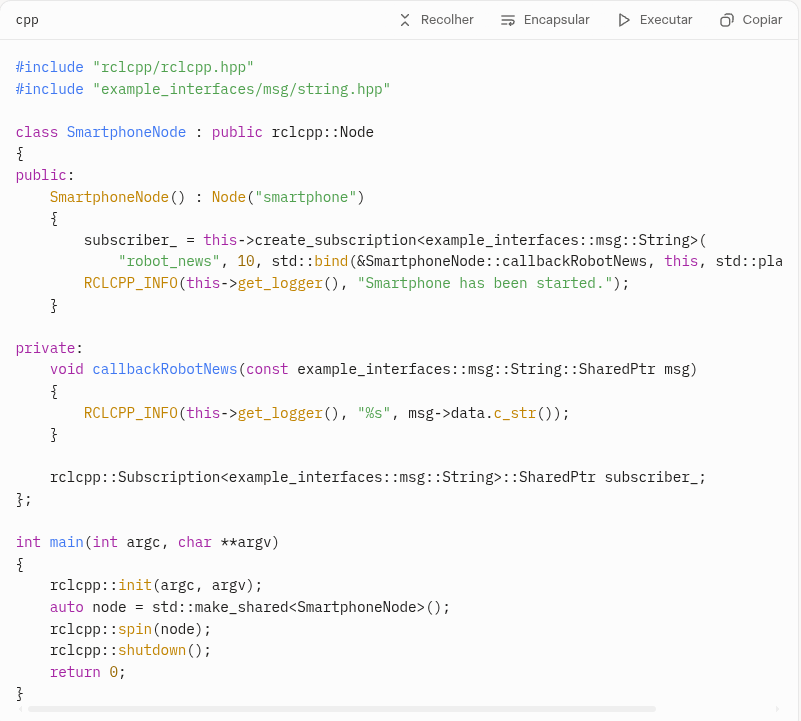 cpp
Recolher
Encapsular
Executar
Copiar
#include "rclcpp/rclcpp.hpp"
#include "example_interfaces/msg/string.hpp"
class SmartphoneNode : public rclcpp::Node
{
public:
    SmartphoneNode() : Node("smartphone")
    {
        subscriber_ = this->create_subscription<example_interfaces::msg::String>(
            "robot_news", 10, std::bind(&SmartphoneNode::callbackRobotNews, this, std::pla
        RCLCPP_INFO(this->get_logger(), "Smartphone has been started.");
    }
private:
    void callbackRobotNews(const example_interfaces::msg::String::SharedPtr msg)
    {
        RCLCPP_INFO(this->get_logger(), "%s", msg->data.c_str());
    }
    rclcpp::Subscription<example_interfaces::msg::String>::SharedPtr subscriber_;
};
int main(int argc, char **argv)
{
    rclcpp::init(argc, argv);
    auto node = std::make_shared<SmartphoneNode>();
    rclcpp::spin(node);
    rclcpp::shutdown();
    return 0;
}